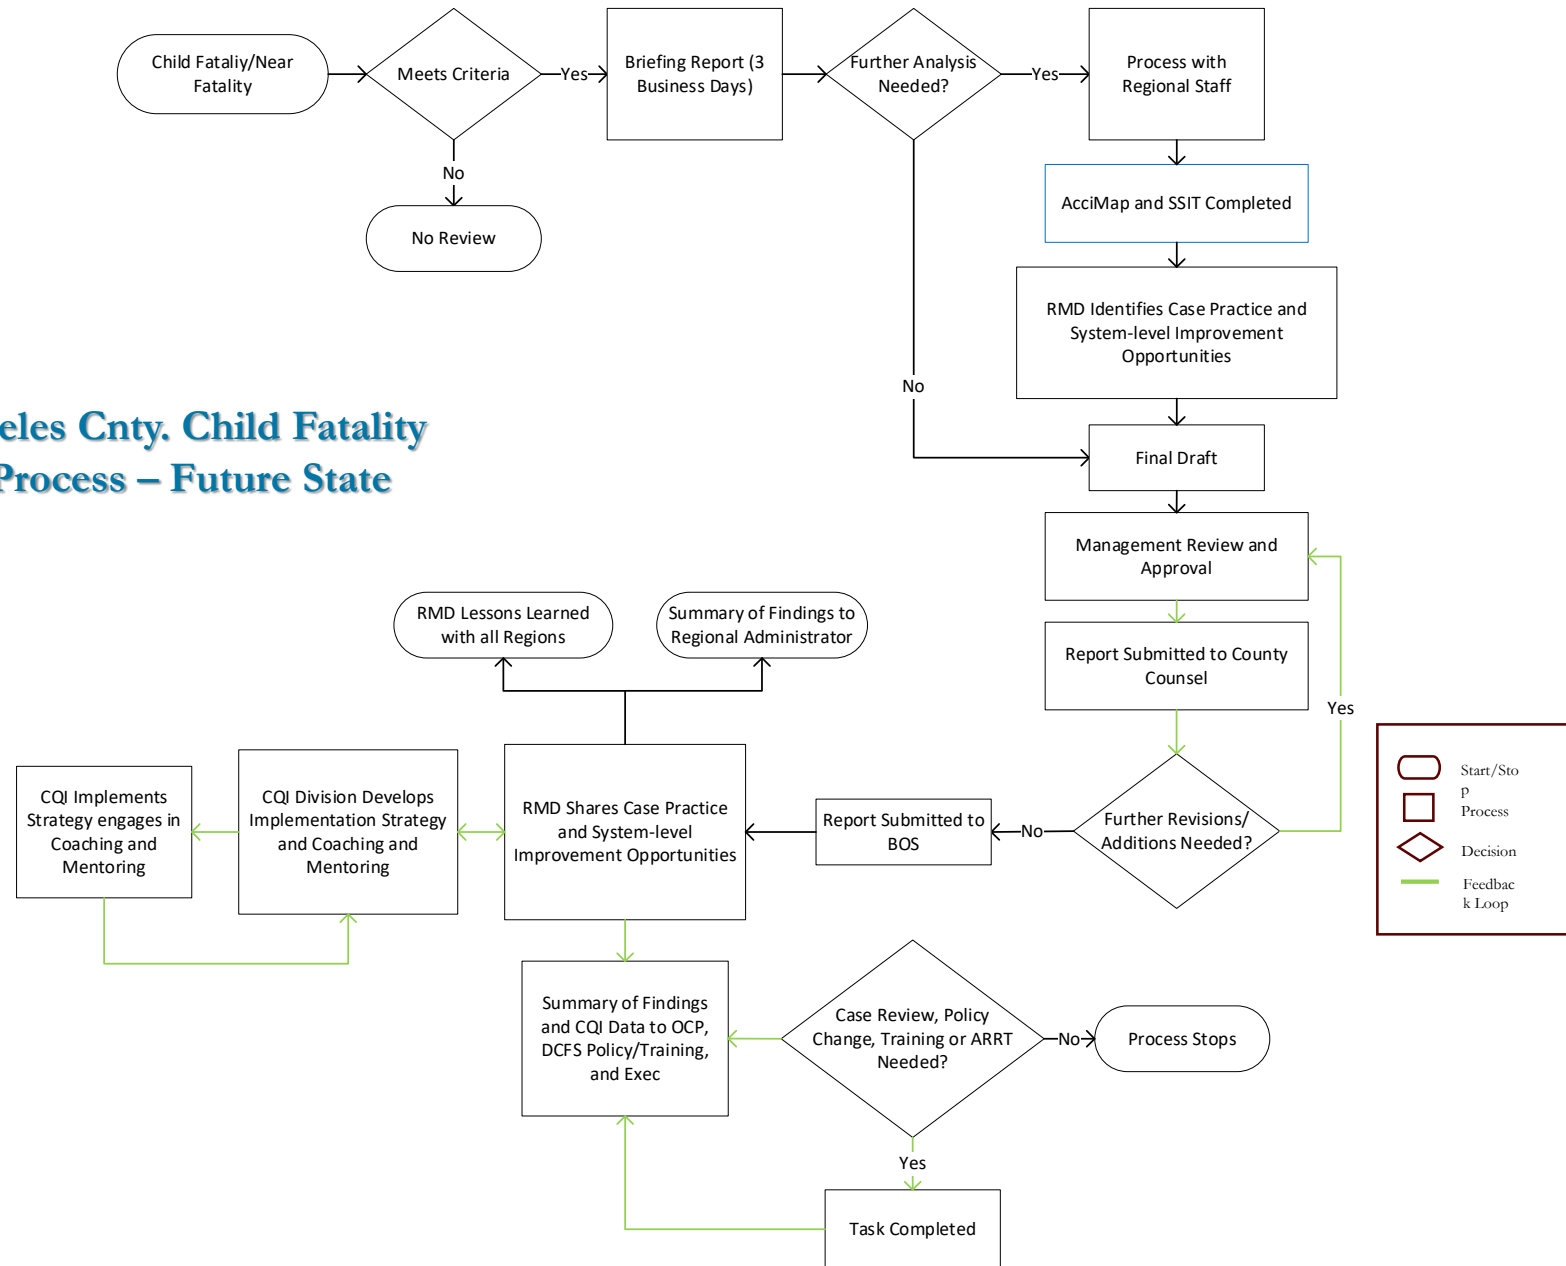 Child Fataliy/Near
Fatality
Meets Criteria
Yes
Briefing Report (3
Business Days)
Further Analysis
Needed?
Yes
Process with
Regional Staff
No
No Review
AcciMap and SSIT Completed
RMD Identifies Case Practice and
System-level Improvement
Opportunities
No
Final Draft
eles Cnty. Child Fatality
Process – Future State
Management Review and
Approval
Report Submitted to County
Counsel
Yes
Further Revisions/
Additions Needed?
No
Report Submitted to
BOS
RMD Shares Case Practice
and System-level
Improvement Opportunities
RMD Lessons Learned
with all Regions
Summary of Findings to
Regional Administrator
CQI Division Develops
Implementation Strategy
and Coaching and
Mentoring
CQI Implements
Strategy engages in
Coaching and
Mentoring
Summary of Findings
and CQI Data to OCP,
DCFS Policy/Training,
and Exec
Case Review, Policy
Change, Training or ARRT
Needed?
No
Process Stops
Yes
Task Completed
Start/Sto
p
Process
Decision
Feedbac
k Loop